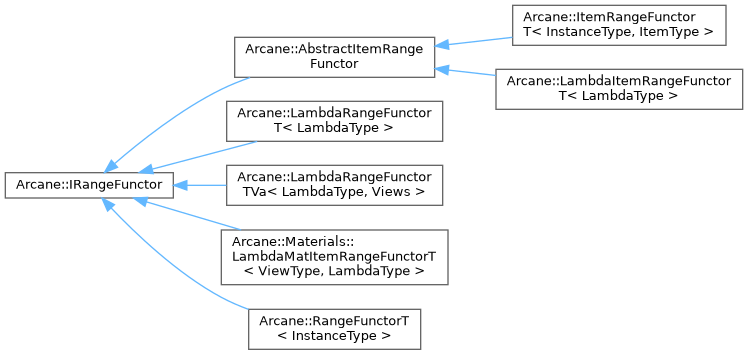 Arcane::ItemRangeFunctor
T< InstanceType, ItemType >
Arcane::AbstractItemRange
Functor
Arcane::LambdaItemRangeFunctor
T< LambdaType >
Arcane::LambdaRangeFunctor
T< LambdaType >
Arcane::IRangeFunctor
Arcane::LambdaRangeFunctor
TVa< LambdaType, Views >
Arcane::Materials::
LambdaMatItemRangeFunctorT
< ViewType, LambdaType >
Arcane::RangeFunctorT
< InstanceType >